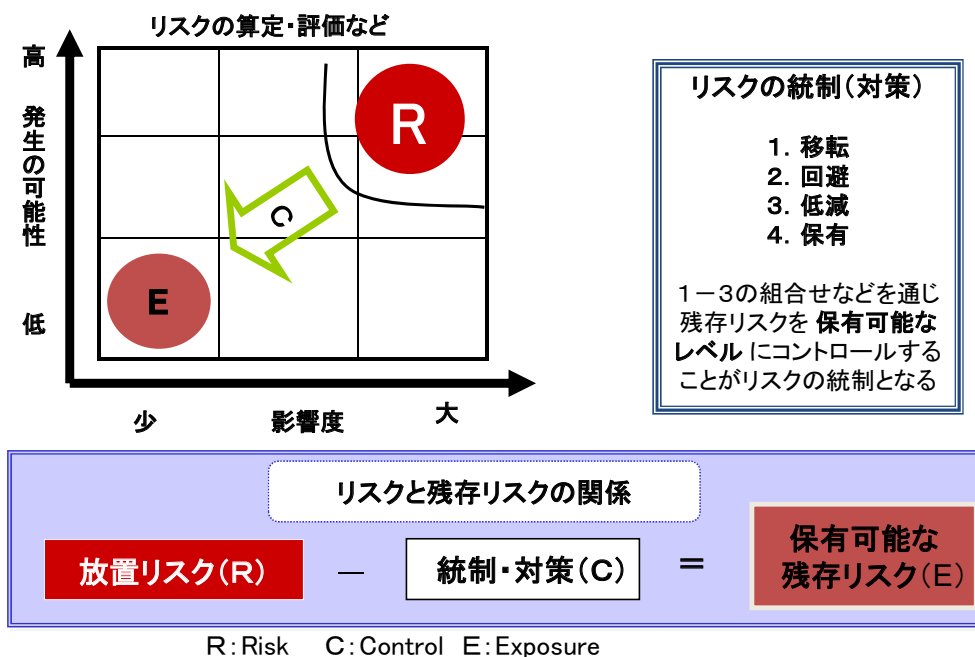 リスクの算定・評価など
高
発生の可能性
低
R
C
E
少
影響度
大
リスクの統制(対策)
1. 移転
2. 回避
3. 低減
4. 保有
1-3の組合せなどを通じ
残存リスクを 保有可能な
レベル にコントロールする
ことがリスクの統制となる
リスクと残存リスクの関係
放置リスク(R)
―
統制・対策(C)
=
保有可能な
残存リスク(E)
R:Risk C:Control E:Exposure